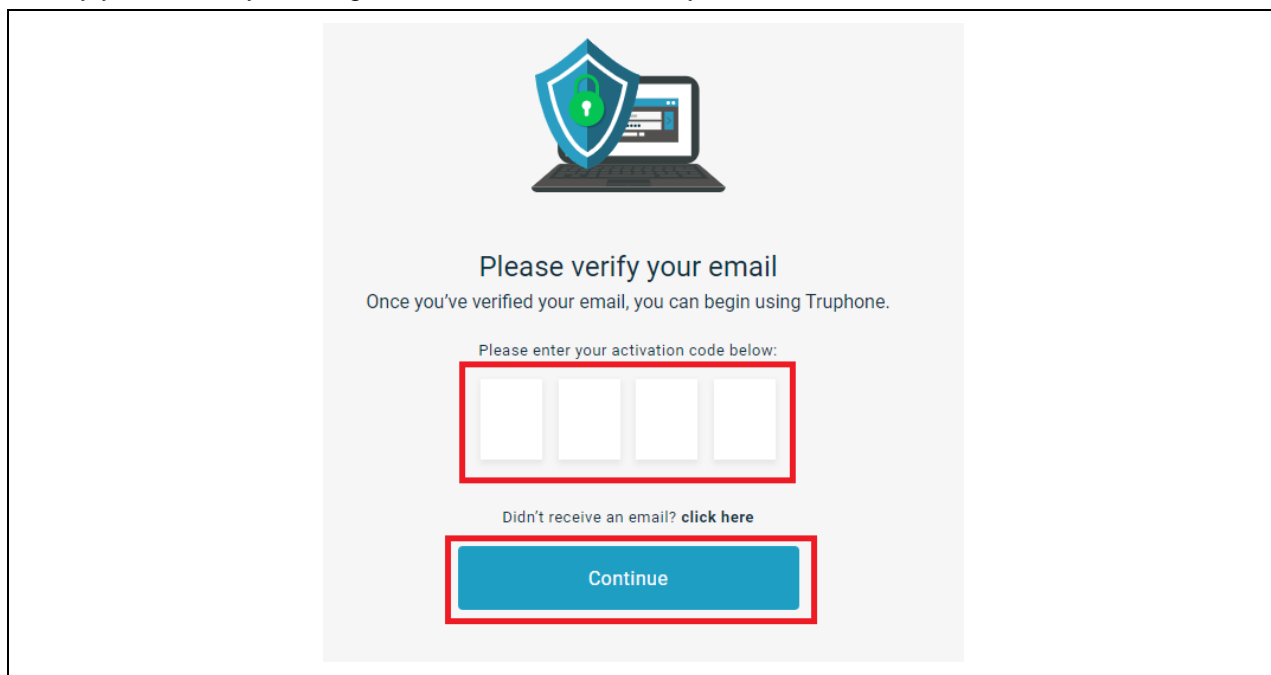 Please verify your email
Once you've verified your email, you can begin using Truphone.
Please enter your activation code below:
Didn't receive an email? click here
Continue